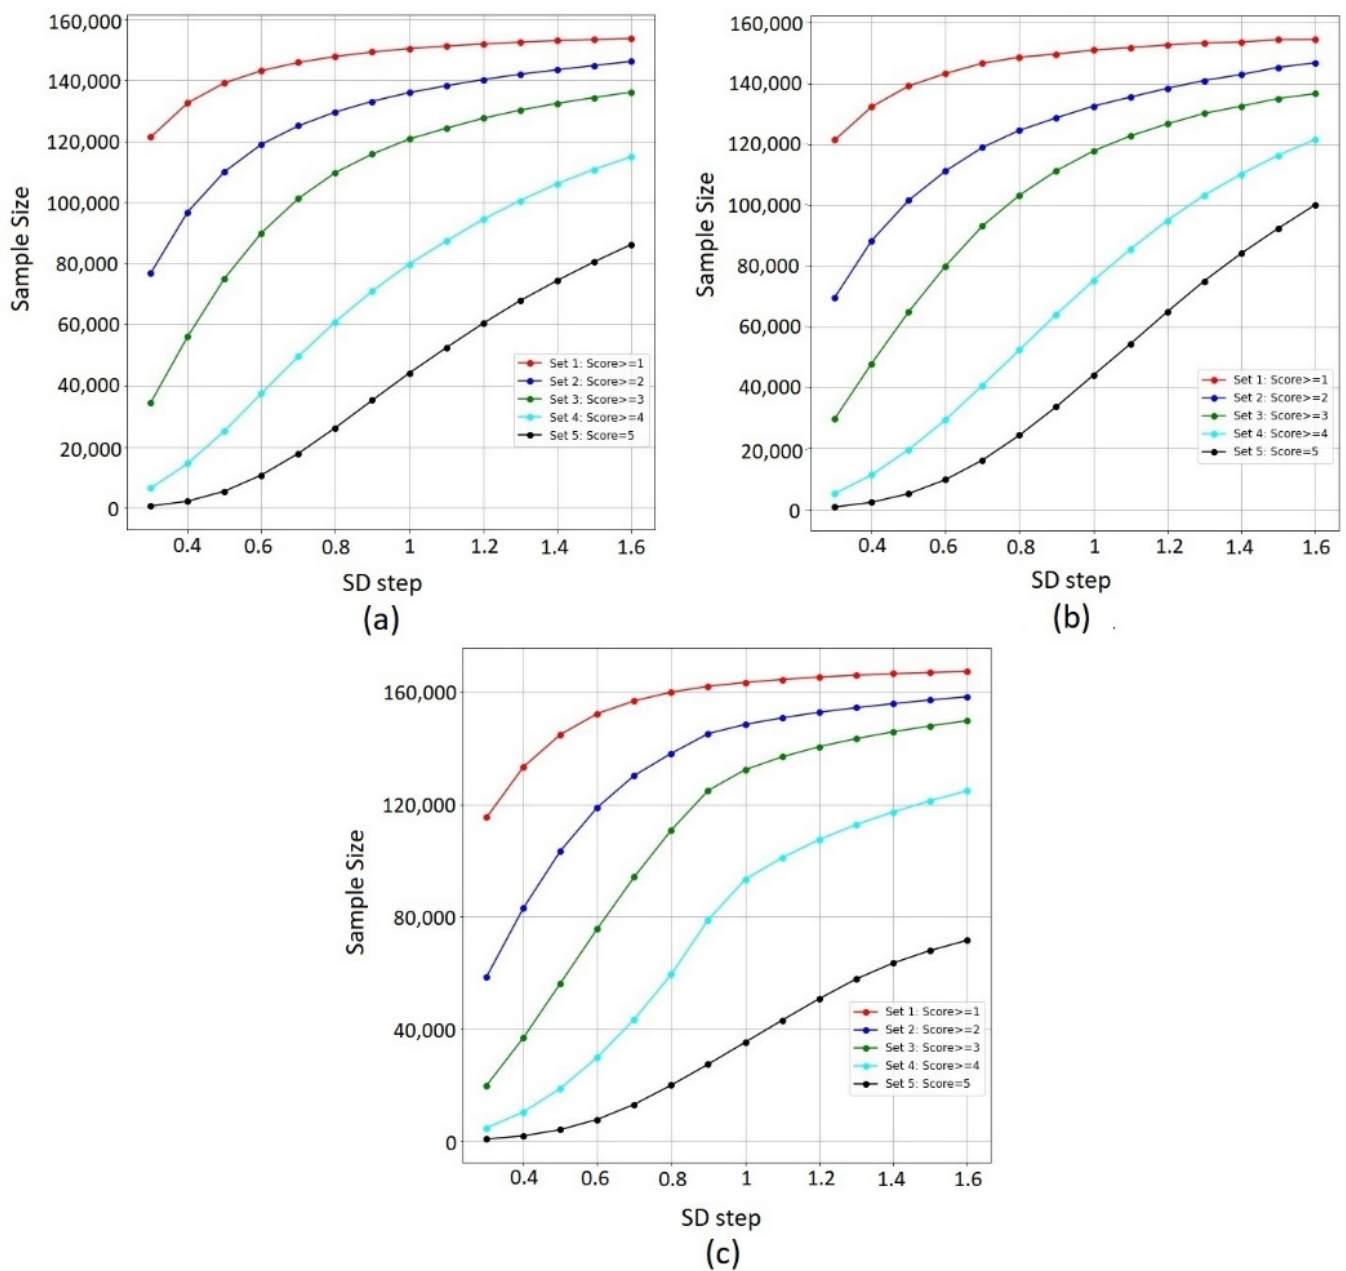 160,000
140,000
120,000
100,000
80,000
60,000
40,000
20,000
0
Sample Size
Set 1: Score>=1
Set 2: Score>=2
Set 3: Score>=3
Set 4: Score>=4
Set 5: Score=5
0.4 0.6 0.8 1 1.2 1.4 1.6
SD step
(a)
160,000
140,000
120,000
100,000
80,000
60,000
40,000
20,000
0
Sample Size
Set 1: Score>=1
Set 2: Score>=2
Set 3: Score>=3
Set 4: Score>=4
Set 5: Score=5
0.4 0.6 0.8 1 1.2 1.4 1.6
SD step
(b)
160,000
120,000
80,000
40,000
0
Sample Size
Set 1: Score>=1
Set 2: Score>=2
Set 3: Score>=3
Set 4: Score>=4
Set 5: Score=5
0.4 0.6 0.8 1 1.2 1.4 1.6
SD step
(c)